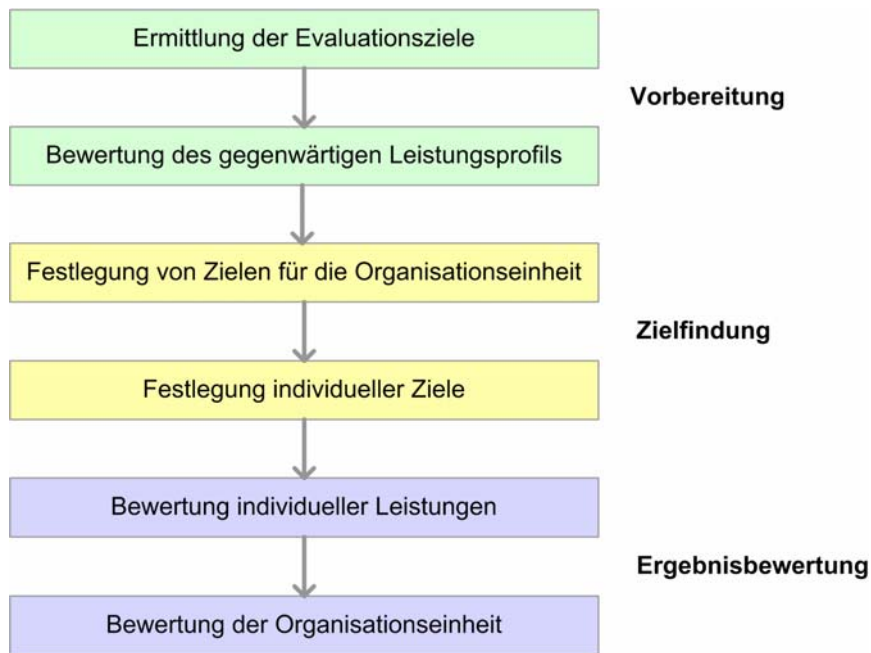 Ermittlung der Evaluationsziele
Vorbereitung
Bewertung des gegenwärtigen Leistungsprofils
Festlegung von Zielen für die Organisationseinheit
Zielfindung
Festlegung individueller Ziele
Bewertung individueller Leistungen
Ergebnisbewertung
Bewertung der Organisationseinheit